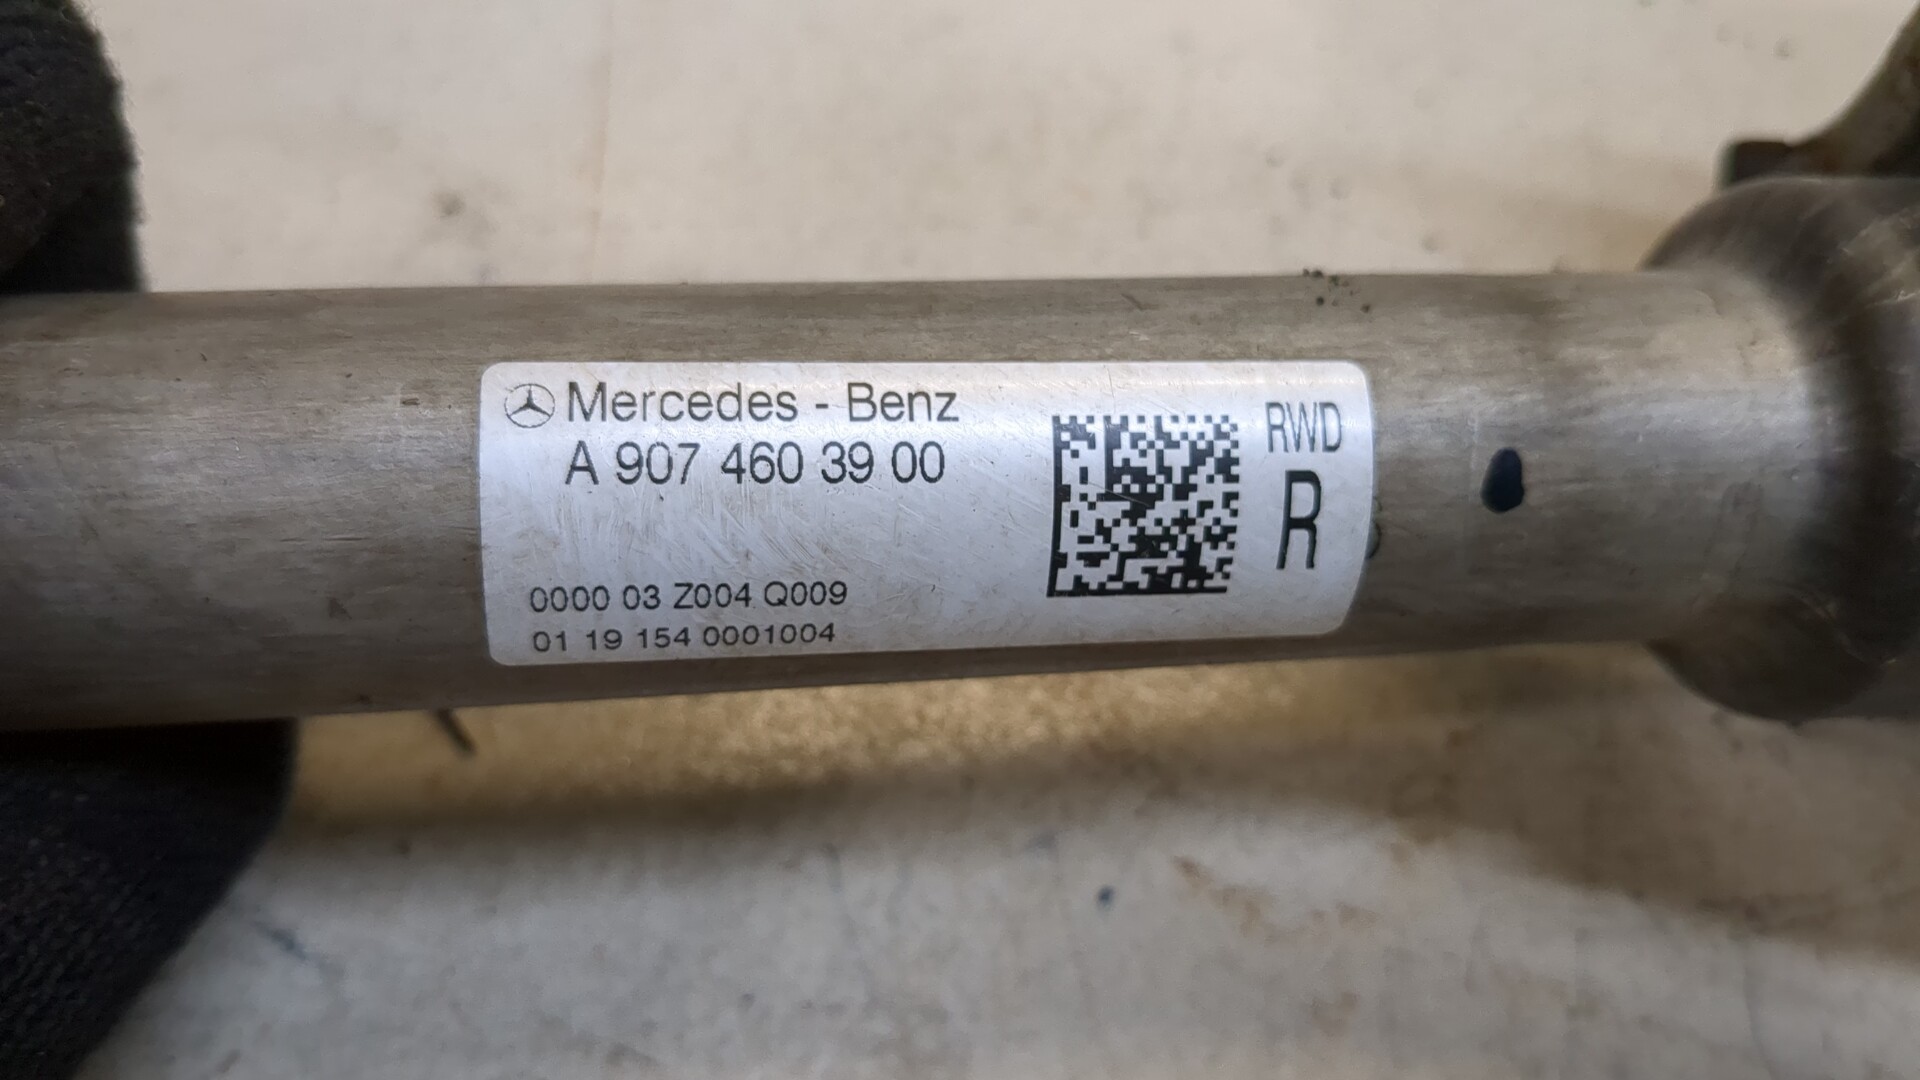 Mercedes - Benz
A 907 460 39 00
RWD
R
0000 03 Z004 Q009
01 19 154 0001004